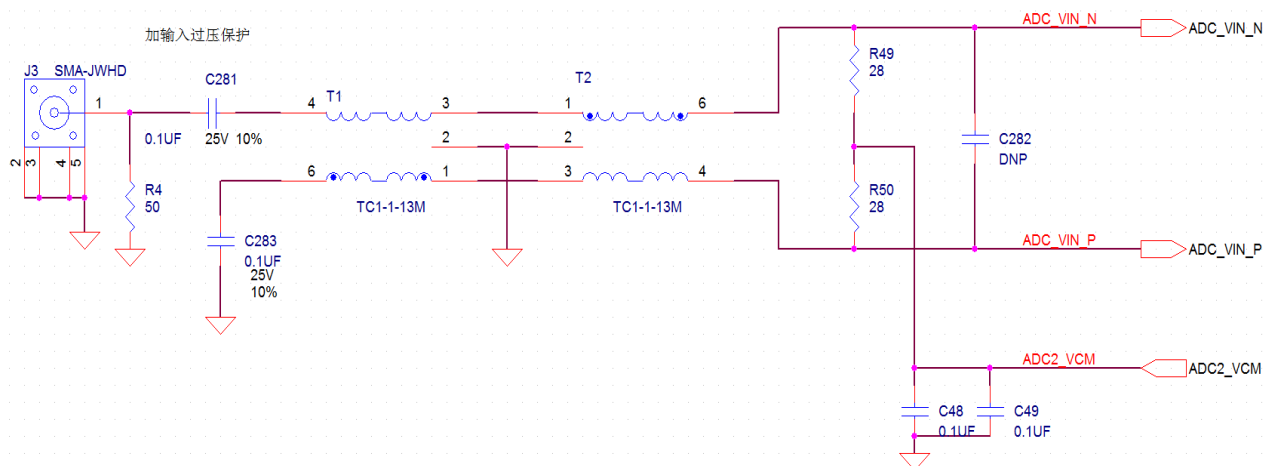 加输入过压保护
ADC_VIN_N
ADC_VIN_N
J3 SMA-JWHD
1
2
3
4
5
R4
50
C281
0.1UF
25V 10%
4
T1
3
2
6
1
TC1-1-13M
C283
0.1UF
25V
10%
T2
1
6
2
3
4
TC1-1-13M
R49
28
R50
28
C282
DNP
ADC_VIN_P
ADC_VIN_P
ADC2_VCM
ADC2_VCM
C48
0.1UF
C49
0.1UF